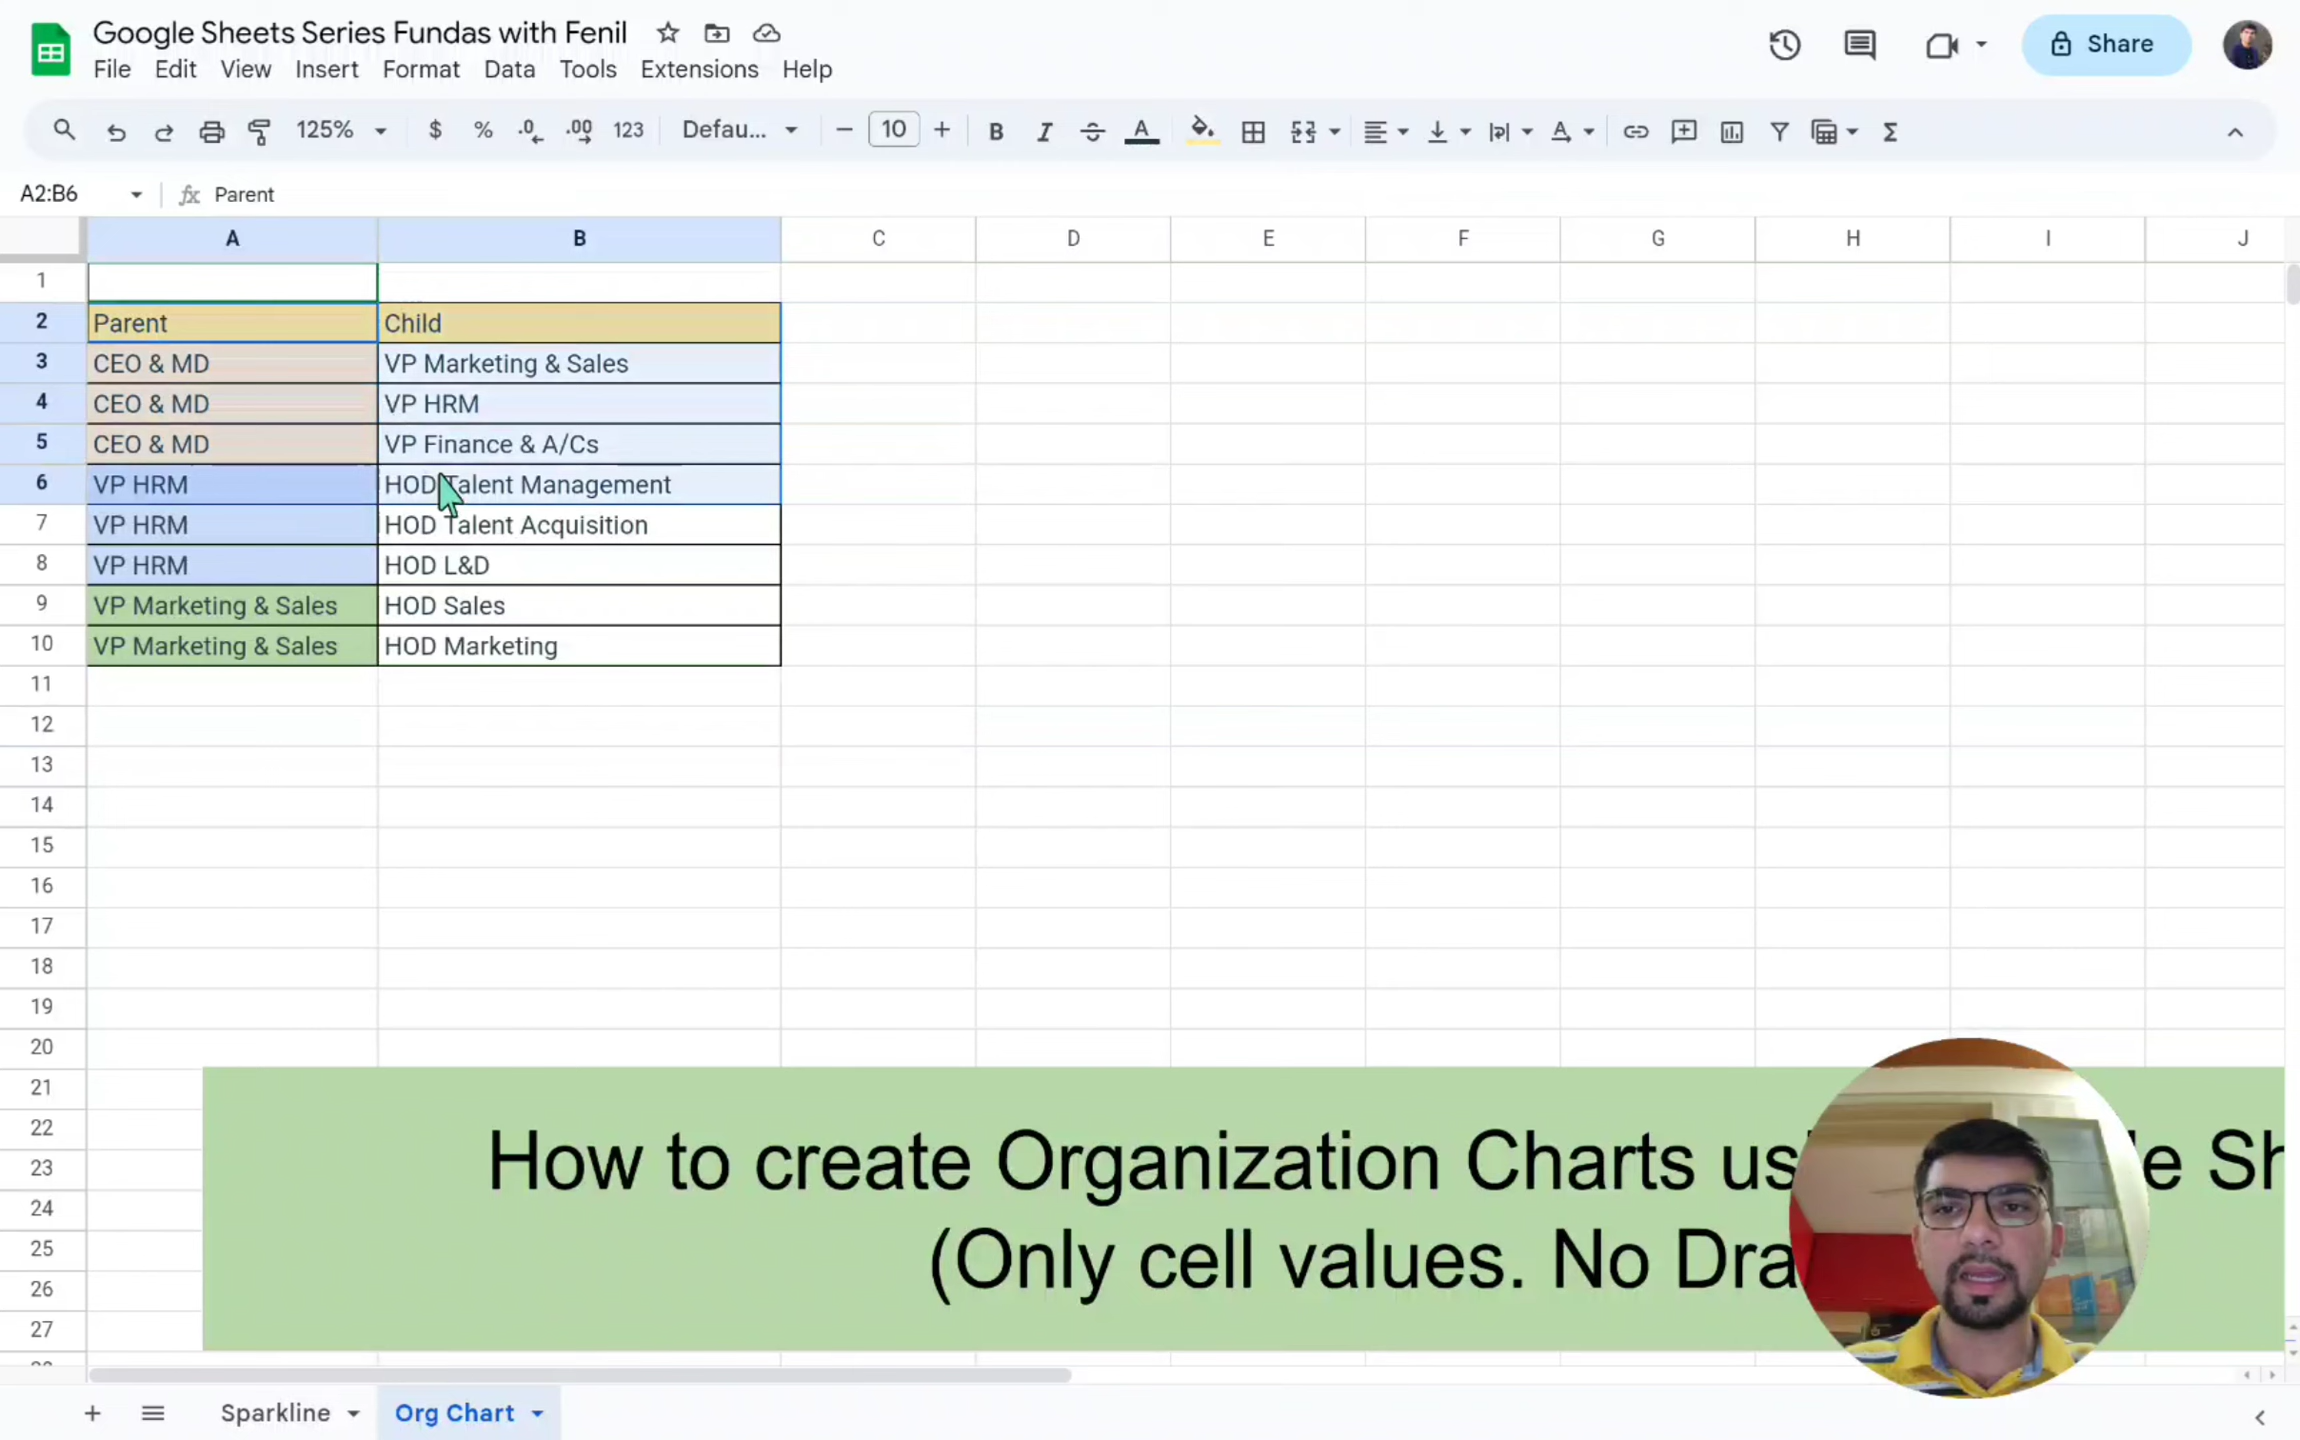 Google Sheets Series Fundas with Fenil
Share
File Edit View Insert Format Data Tools Extensions Help
125% $ % .0 .00 123 Defau... 10 B I A
A2:B6 fx Parent
A B C D E F G H I J
1
2 Parent Child
3 CEO & MD VP Marketing & Sales
4 CEO & MD VP HRM
5 CEO & MD VP Finance & A/Cs
6 VP HRM HOD Talent Management
7 VP HRM HOD Talent Acquisition
8 VP HRM HOD L&D
9 VP Marketing & Sales HOD Sales
10 VP Marketing & Sales HOD Marketing
11
12
13
14
15
16
17
18
19
20
21
22
23
24
25
26
27
How to create Organization Charts us
(Only cell values. No Dra
Sparkline Org Chart